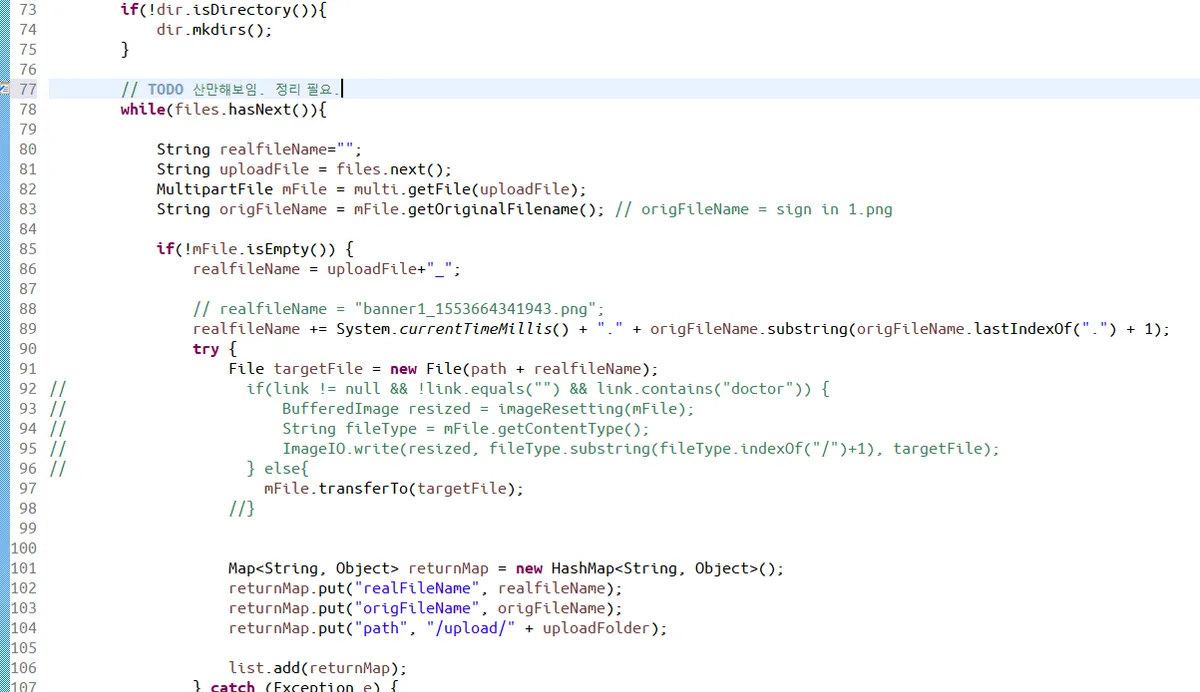 73 if(!dir.isDirectory()){
74 dir.mkdirs();
75 }
76
77 // TODO 산만해보임. 정리 필요.
78 while(files.hasNext()){
79
80 String realfileName="";
81 String uploadFile = files.next();
82 MultipartFile mFile = multi.getFile(uploadFile);
83 String origFileName = mFile.getOriginalFilename(); // origFileName = sign in 1.png
84
85 if(!mFile.isEmpty()) {
86 realfileName = uploadFile+"_";
87
88 // realfileName = "banner1_1553664341943.png";
89 realfileName += System.currentTimeMillis() + "." + origFileName.substring(origFileName.lastIndexOf(".") + 1);
90 try {
91 File targetFile = new File(path + realfileName);
92 // if(link != null && !link.equals("") && link.contains("doctor")) {
93 // BufferedImage resized = imageResetting(mFile);
94 // String fileType = mFile.getContentType();
95 // ImageIO.write(resized, fileType.substring(fileType.indexOf("/")+1), targetFile);
96 // } else{
97 mFile.transferTo(targetFile);
98 //}
99
100
101 Map<String, Object> returnMap = new HashMap<String, Object>();
102 returnMap.put("realFileName", realfileName);
103 returnMap.put("origFileName", origFileName);
104 returnMap.put("path", "/upload/" + uploadFolder);
105
106 list.add(returnMap);
107 } catch (Exception e) {